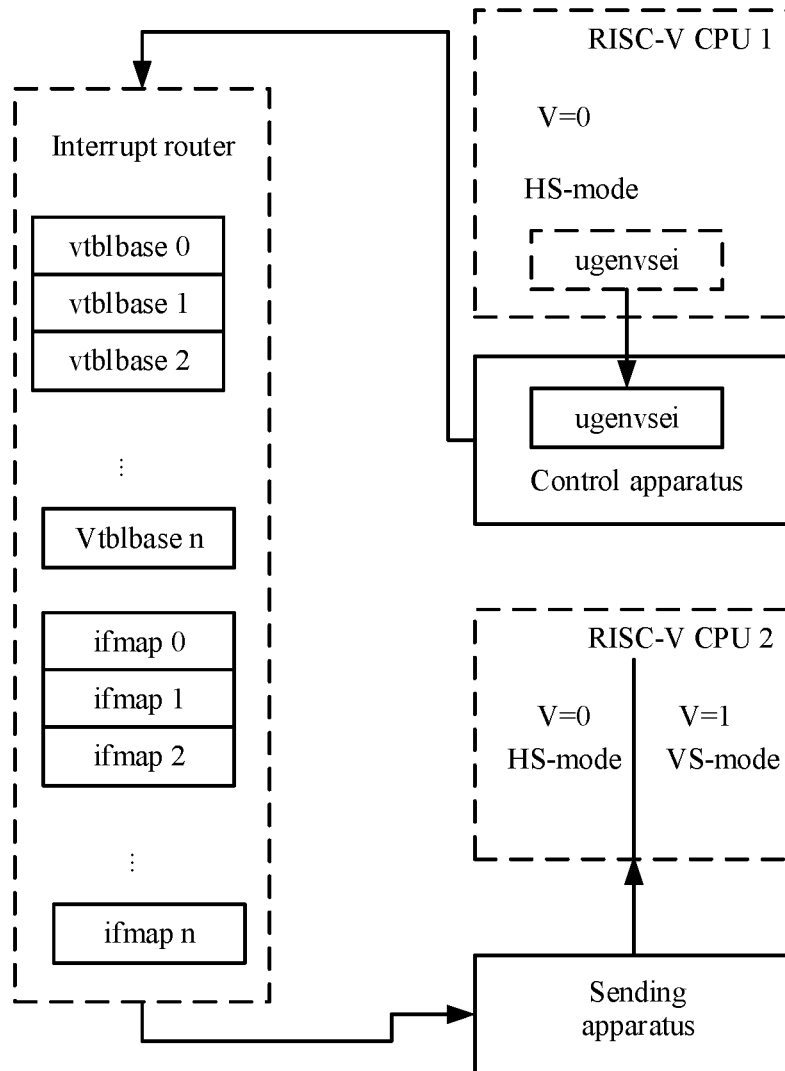 Interrupt router
vtblbase 0
vtblbase 1
vtblbase 2
⋮
Vtblbase n
ifmap 0
ifmap 1
ifmap 2
⋮
ifmap n
RISC-V CPU 1
V=0
HS-mode
ugenvsei
ugenvsei
Control apparatus
RISC-V CPU 2
V=0 V=1
HS-mode VS-mode
Sending
apparatus